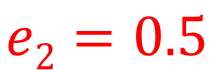 e₂ = 0.5